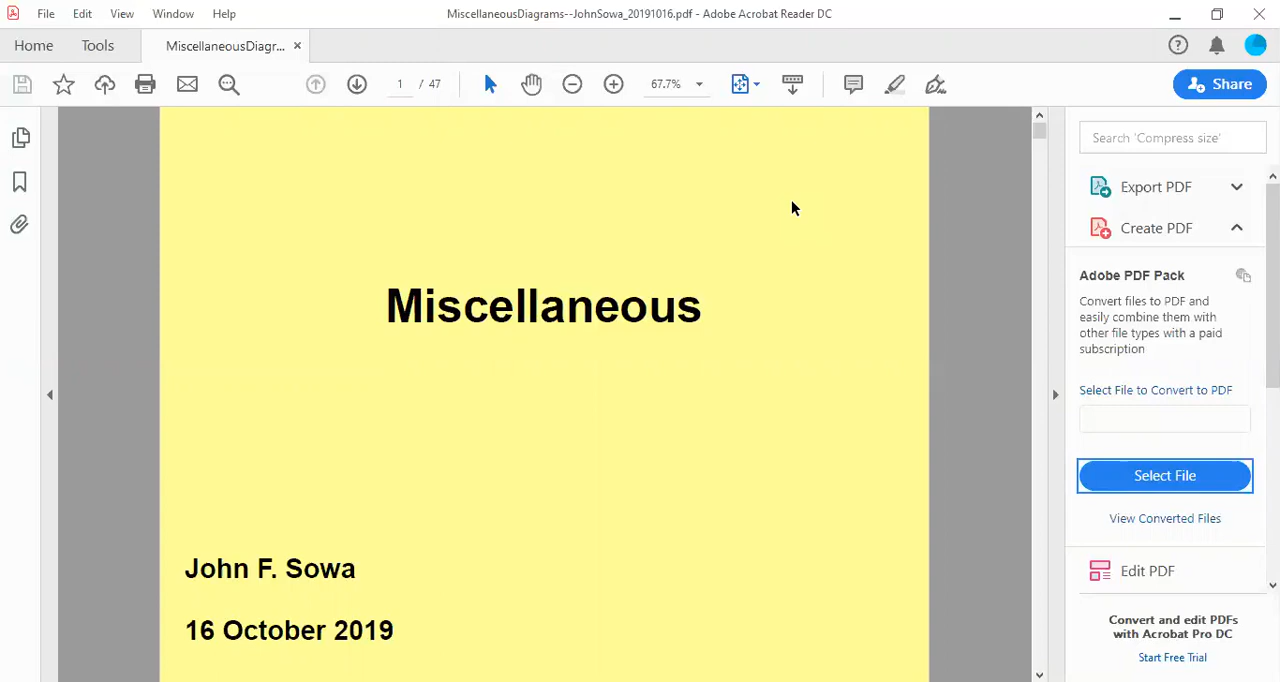 File Edit View Window Help
MiscellaneousDiagrams--JohnSowa_20191016.pdf - Adobe Acrobat Reader DC
Home Tools MiscellaneousDiagr... ×
1 / 47 67.7% Share
Search 'Compress size'
Export PDF
Create PDF
Adobe PDF Pack
Convert files to PDF and
easily combine them with
other file types with a paid
subscription
Select File to Convert to PDF
Select File
View Converted Files
Edit PDF
Convert and edit PDFs
with Acrobat Pro DC
Start Free Trial
Miscellaneous
John F. Sowa
16 October 2019